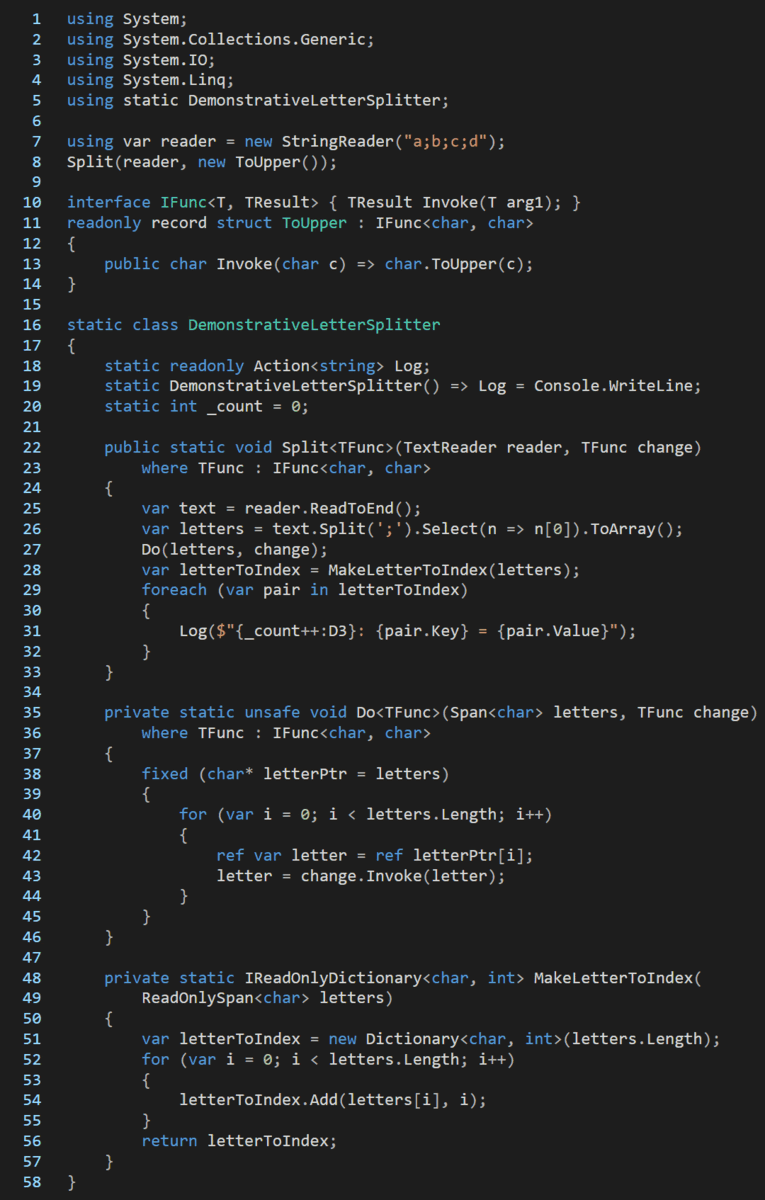 1 using System;
2 using System.Collections.Generic;
3 using System.IO;
4 using System.Linq;
5 using static DemonstrativeLetterSplitter;
6
7 using var reader = new StringReader("a;b;c;d");
8 Split(reader, new ToUpper());
9
10 interface IFunc<T, TResult> { TResult Invoke(T arg1); }
11 readonly record struct ToUpper : IFunc<char, char>
12 {
13     public char Invoke(char c) => char.ToUpper(c);
14 }
15
16 static class DemonstrativeLetterSplitter
17 {
18     static readonly Action<string> Log;
19     static DemonstrativeLetterSplitter() => Log = Console.WriteLine;
20     static int _count = 0;
21
22     public static void Split<TFunc>(TextReader reader, TFunc change)
23         where TFunc : IFunc<char, char>
24     {
25         var text = reader.ReadToEnd();
26         var letters = text.Split(';').Select(n => n[0]).ToArray();
27         Do(letters, change);
28         var letterToIndex = MakeLetterToIndex(letters);
29         foreach (var pair in letterToIndex)
30         {
31             Log($"{_count++:D3}: {pair.Key} = {pair.Value}");
32         }
33     }
34
35     private static unsafe void Do<TFunc>(Span<char> letters, TFunc change)
36         where TFunc : IFunc<char, char>
37     {
38         fixed (char* letterPtr = letters)
39         {
40             for (var i = 0; i < letters.Length; i++)
41             {
42                 ref var letter = ref letterPtr[i];
43                 letter = change.Invoke(letter);
44             }
45         }
46     }
47
48     private static IReadOnlyDictionary<char, int> MakeLetterToIndex(
49         ReadOnlySpan<char> letters)
50     {
51         var letterToIndex = new Dictionary<char, int>(letters.Length);
52         for (var i = 0; i < letters.Length; i++)
53         {
54             letterToIndex.Add(letters[i], i);
55         }
56         return letterToIndex;
57     }
58 }